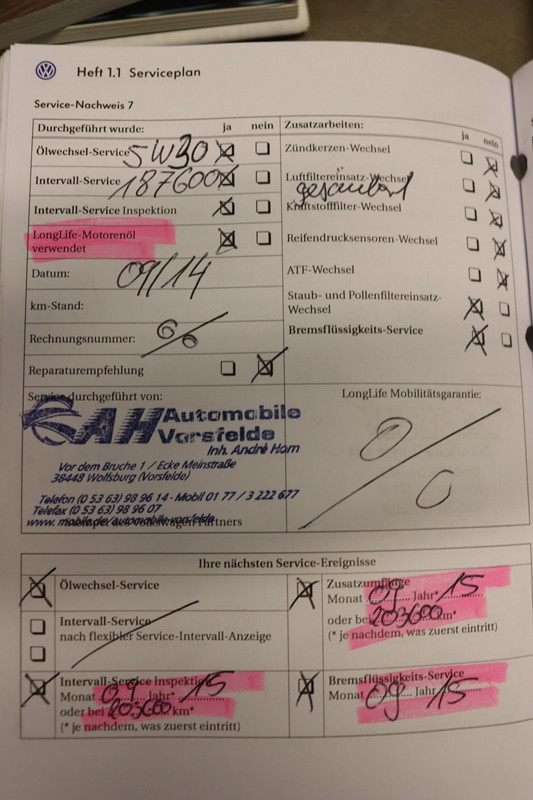 Heft 1.1 Serviceplan
Service-Nachweis 7
Durchgeführt wurde: ja nein
Ölwechsel-Service 5W30
Intervall-Service 187600
Intervall-Service Inspektion
LongLife-Motorenöl
verwendet
Datum: 09/14
km-Stand:
Rechnungsnummer:
Reparaturempfehlung
Zusatzarbeiten: ja nein
Zündkerzen-Wechsel
Luftfiltereinsatz-Wechsel
gesäubert
Kraftstofffilter-Wechsel
Reifendrucksensoren-Wechsel
ATF-Wechsel
Staub- und Pollenfiltereinsatz-
Wechsel
Bremsflüssigkeits-Service
Service durchgeführt von:
AH Automobile
Vorsfelde
Inh. André Horn
Vor dem Bruche 1 / Ecke Meinstraße
38448 Wolfsburg (Vorsfelde)
Telefon (0 53 63) 98 96 14 · Mobil 01 77 / 3 222 677
Telefax (0 53 63) 98 96 07
www. mobile.de/automobile-vorsfelde
LongLife Mobilitätsgarantie:
Ihre nächsten Service-Ereignisse
Ölwechsel-Service
Intervall-Service
nach flexibler Service-Intervall-Anzeige
Intervall-Service Inspektion
Monat 09 Jahr* 15
oder bei 203600 km*
(* je nachdem, was zuerst eintritt)
Zusatzumfänge
Monat 09 Jahr* 15
oder bei 203600 km*
(* je nachdem, was zuerst eintritt)
Bremsflüssigkeits-Service
Monat 09 Jahr 15